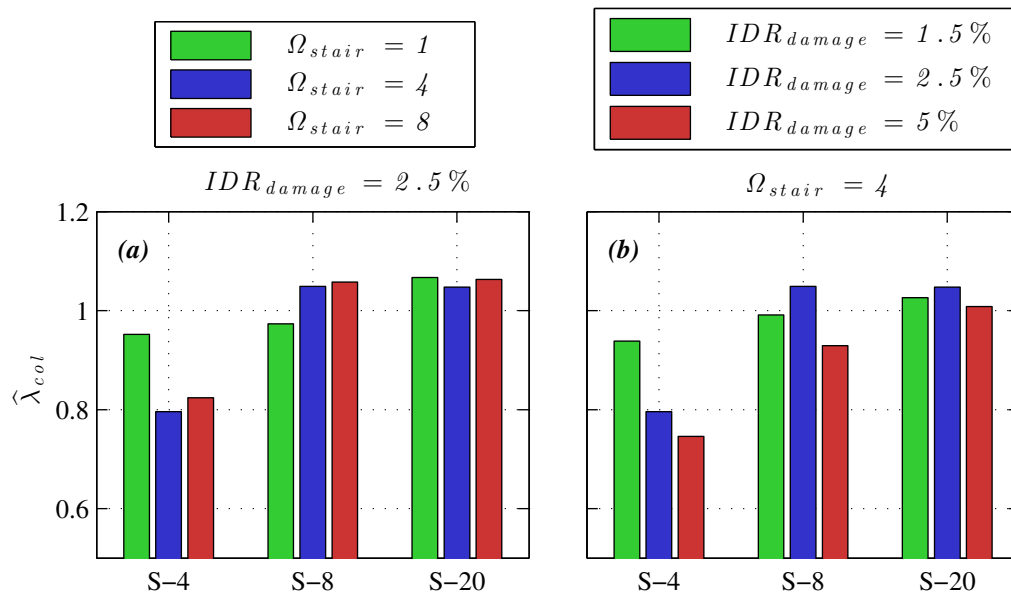 Ω_stair = 1
Ω_stair = 4
Ω_stair = 8
IDR_damage = 1.5%
IDR_damage = 2.5%
IDR_damage = 5%
IDR_damage = 2.5%
Ω_stair = 4
1.2
1
0.8
0.6
λ̂_col
(a)
(b)
S−4 S−8 S−20
S−4 S−8 S−20